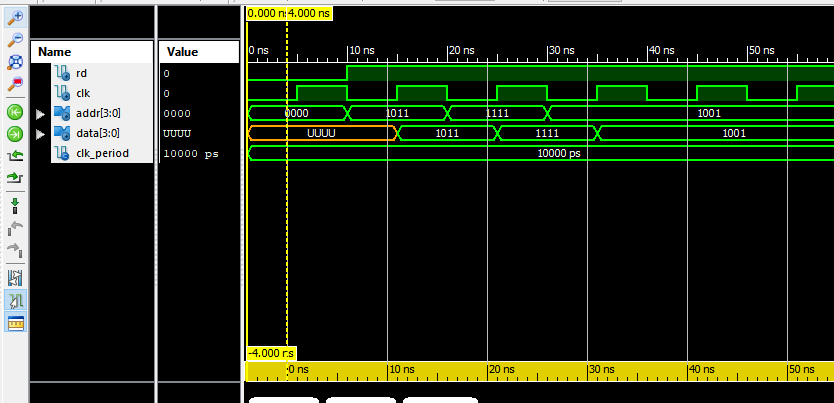 0.000 ns 4.000 ns
Name Value
0 ns 10 ns 20 ns 30 ns 40 ns 50 ns
rd 0
clk 0
addr[3:0] 0000 0000 1011 1111 1001
data[3:0] UUUU UUUU 1011 1111 1001
clk_period 10000 ps 10000 ps
-4.000 ns
0 ns 10 ns 20 ns 30 ns 40 ns 50 ns